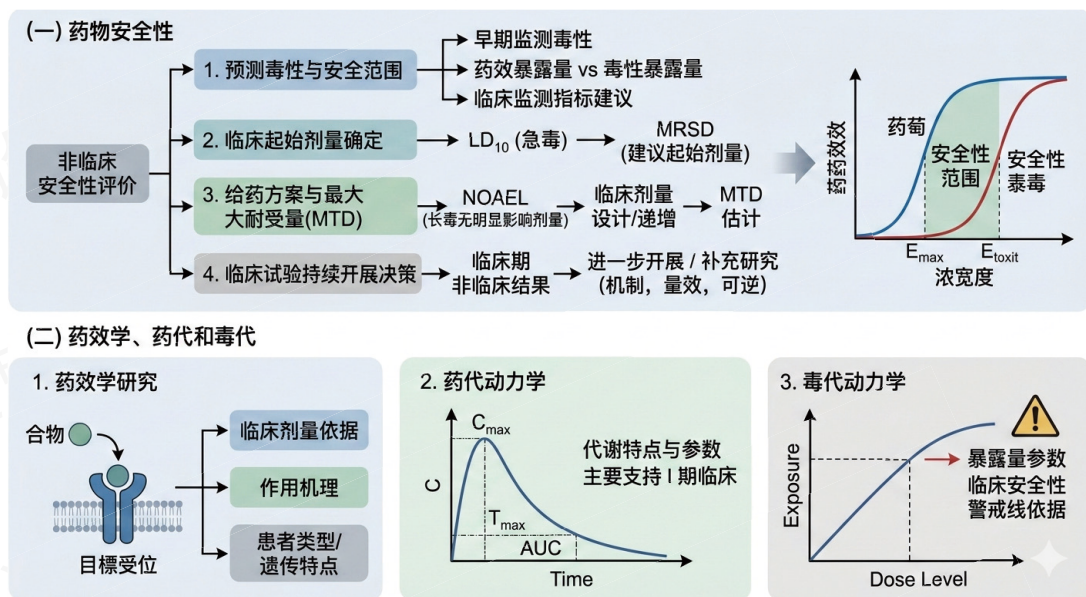 (一) 药物安全性
非临床
安全性评价
1. 预测毒性与安全范围
早期监测毒性
药效暴露量 vs 毒性暴露量
临床监测指标建议
2. 临床起始剂量确定
LD10 (急毒)
MRSD
(建议起始剂量)
3. 给药方案与最大
大耐受量(MTD)
NOAEL
(长毒无明显影响剂量)
临床剂量
设计/递增
MTD
估计
4. 临床试验持续开展决策
临床期
非临床结果
进一步开展 / 补充研究
(机制，量效，可逆)
药药效效
药萄
安全性
范围
安全性
泰毒
Emax
Etoxit
浓宽度
(二) 药效学、药代和毒代
1. 药效学研究
合物
目標受位
临床剂量依据
作用机理
患者类型/
遗传特点
2. 药代动力学
C
Cmax
Tmax
AUC
Time
代谢特点与参数
主要支持 I 期临床
3. 毒代动力学
Exposure
Dose Level
暴露量参数
临床安全性
警戒线依据